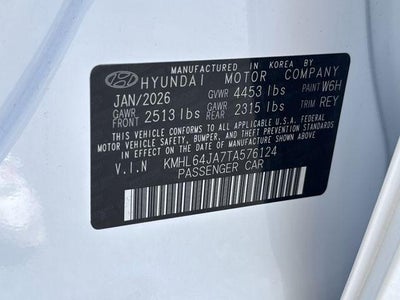 MANUFACTURED IN KOREA BY
HYUNDAI MOTOR COMPANY
JAN/2026 GVWR 4453 lbs PAINT W6H
GAWR FRONT 2513 lbs GAWR REAR 2315 lbs TRIM REY
THIS VEHICLE CONFORMS TO ALL APPLICABLE U.S.A. FEDERAL
MOTOR VEHICLE SAFETY, BUMPER, AND THEFT PREVENTION STANDARDS
IN EFFECT ON THE DATE OF MANUFACTURE SHOWN ABOVE
V.I.N KMHL64JA7TA576124
PASSENGER CAR